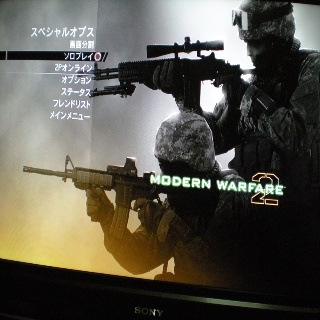 スペシャルオプス
画面分割
ソロプレイ
2Pオンライン
オプション
ステータス
フレンドリスト
メインメニュー
MODERN WARFARE
2
SONY